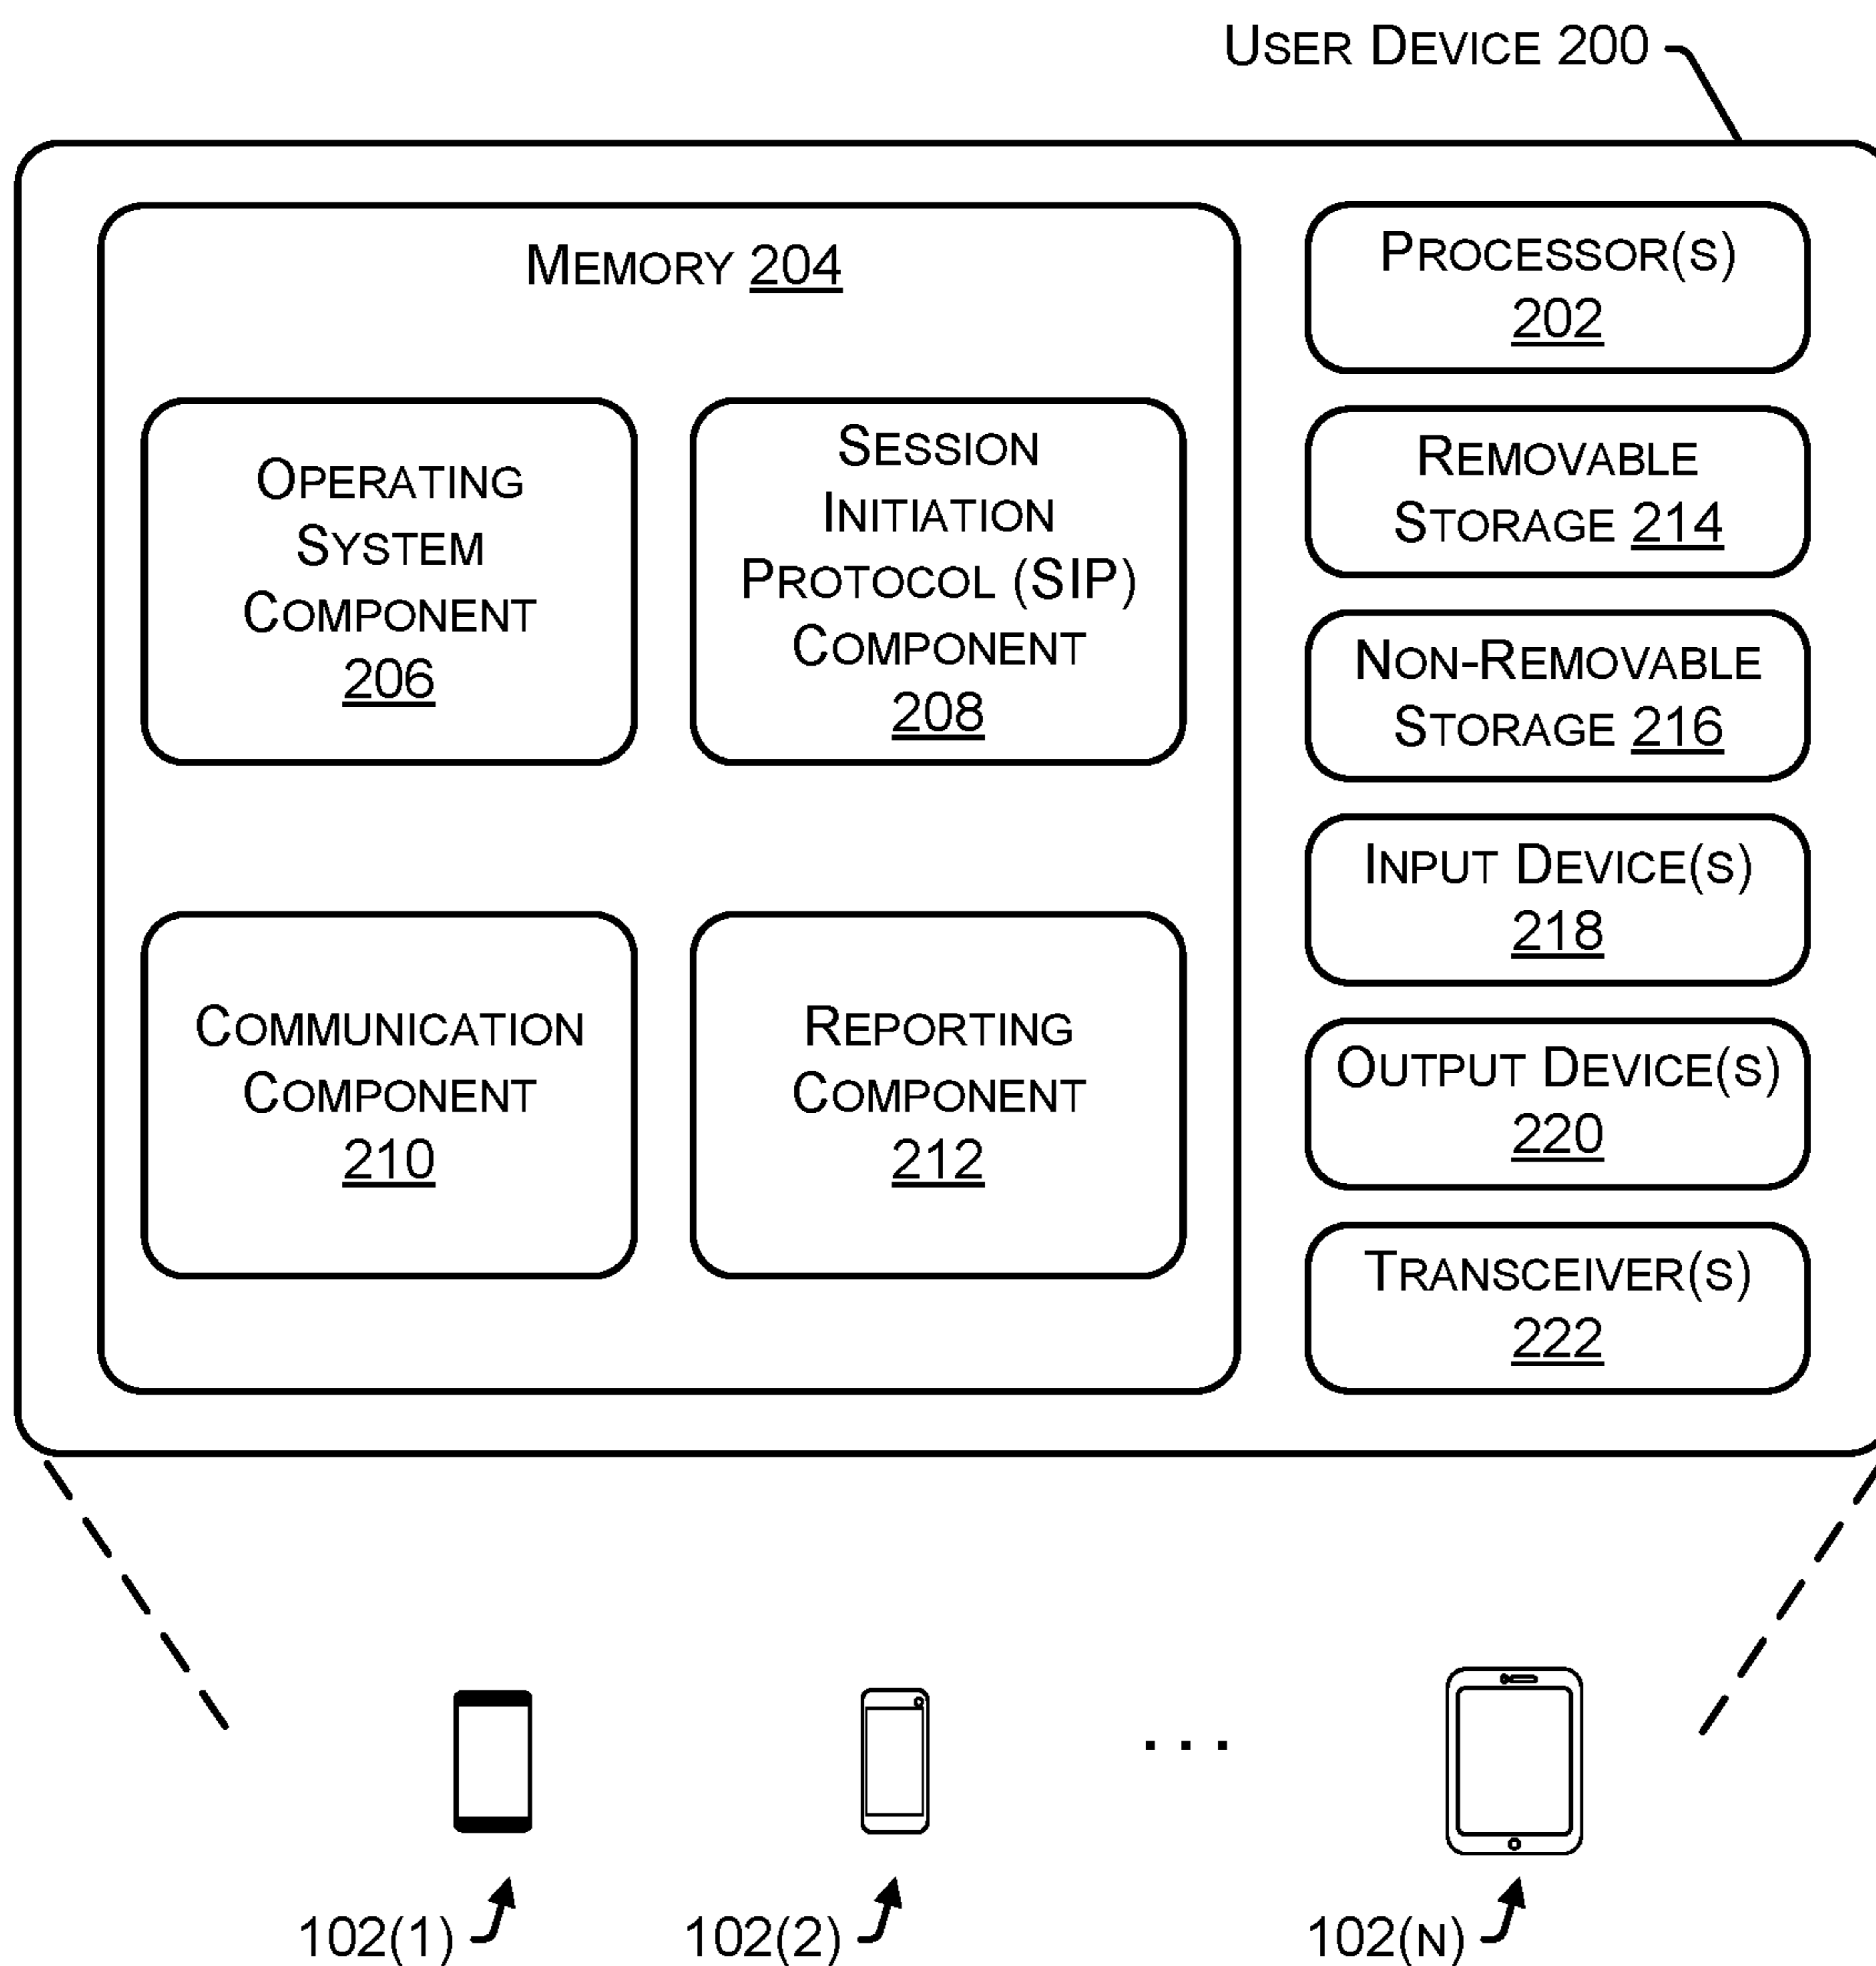 USER DEVICE 200
MEMORY 204
OPERATING
SYSTEM
COMPONENT
206
SESSION
INITIATION
PROTOCOL (SIP)
COMPONENT
208
COMMUNICATION
COMPONENT
210
REPORTING
COMPONENT
212
PROCESSOR(S)
202
REMOVABLE
STORAGE 214
NON-REMOVABLE
STORAGE 216
INPUT DEVICE(S)
218
OUTPUT DEVICE(S)
220
TRANSCEIVER(S)
222
...
102(1)
102(2)
102(N)